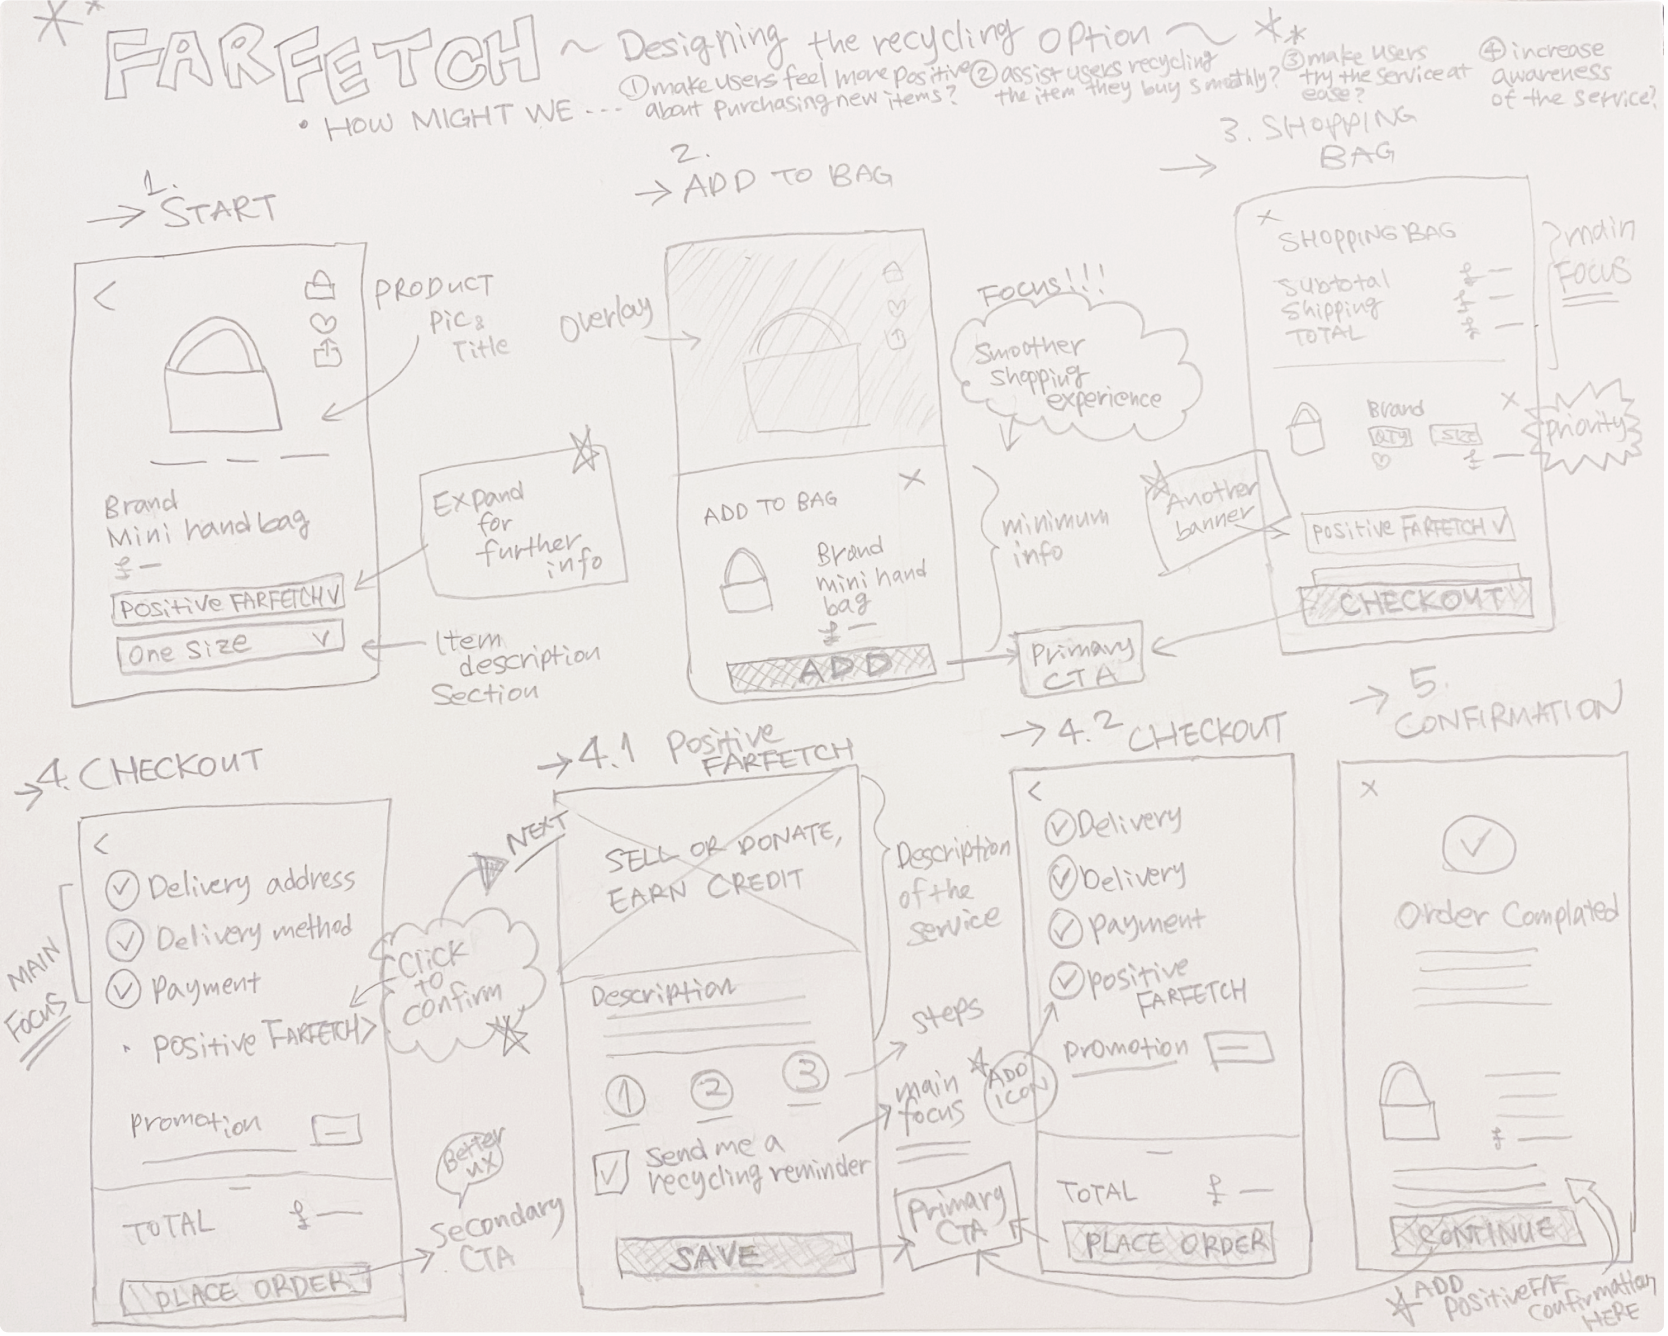 FARFETCH ~ Designing the recycling option ~
• HOW MIGHT WE ---
① make users feel more positive
about purchasing new items?
② assist users recycling
the item they buy smoothly?
③ make users
try the service at
ease?
④ increase
awareness
of the service?
→ 1.
START
<
PRODUCT
Pic &
Title
Brand
Mini hand bag
£ —
Positive FARFETCH ∨
One Size ∨
Expand
for
further
info
Item
description
section
2.
→ ADD TO BAG
Overlay
×
ADD TO BAG
Brand
mini hand
bag
£ —
ADD
Focus!!!
Smoother
shopping
experience
minimum
info
Primary
CTA
→ 3. SHOPPING
BAG
×
SHOPPING BAG
Subtotal £ —
Shipping £ —
TOTAL £ —
main
Focus
Brand ×
QTY SIZE
£ —
Priority
Another
banner
Positive FARFETCH ∨
CHECKOUT
→ 4. CHECKOUT
<
Delivery address
Delivery method
Payment
• Positive FARFETCH >
MAIN
Focus
Click
to
confirm
NEXT
Promotion
TOTAL £ —
PLACE ORDER
Better
UX
Secondary
CTA
→ 4.1 Positive
FARFETCH
SELL OR DONATE,
EARN CREDIT
Description
① ② ③
Send me a
recycling reminder
SAVE
Description
of the
service
steps
main
focus
Primary
CTA
→ 4.2 CHECKOUT
<
Delivery
Delivery
Payment
Positive
FARFETCH
ADD
ICON
Promotion
TOTAL £ —
PLACE ORDER
→ 5.
CONFIRMATION
×
Order Complated
£ —
CONTINUE
ADD
Positive F/F
Confirmation
HERE